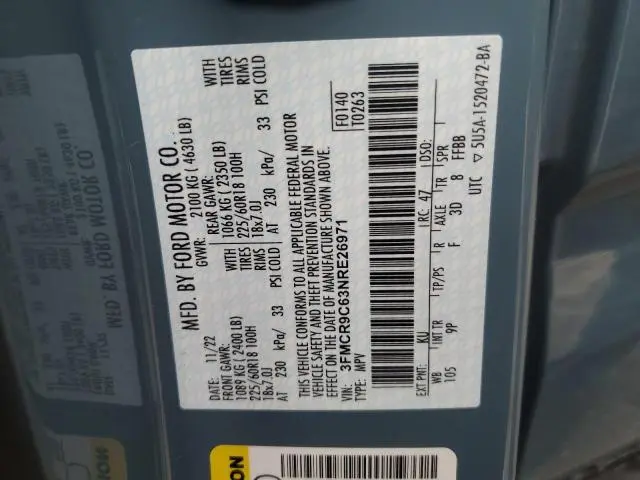 MFD. BY FORD MOTOR CO.
DATE: 11/22 GVWR: 2100 KG ( 4630 LB)
FRONT GAWR: REAR GAWR: WITH
1089 KG ( 2400 LB) 1066 KG ( 2350 LB) TIRES
225/60R18 100H 225/60R18 100H RIMS
18x7.0J 18x7.0J
AT 230 kPa/ 33 PSI COLD AT 230 kPa/ 33 PSI COLD
WITH
TIRES
RIMS
THIS VEHICLE CONFORMS TO ALL APPLICABLE FEDERAL MOTOR
VEHICLE SAFETY AND THEFT PREVENTION STANDARDS IN
EFFECT ON THE DATE OF MANUFACTURE SHOWN ABOVE.
F0140
T0263
3FMCR9C63NRE26971
TYPE: MPV
EXT PNT: KU RC: 47 DSO:
WB INT TR TP/PS R AXLE TR SPR
105 9P F 3D 8 FFBB
UTC ▽ 5U5A-1520472-BA